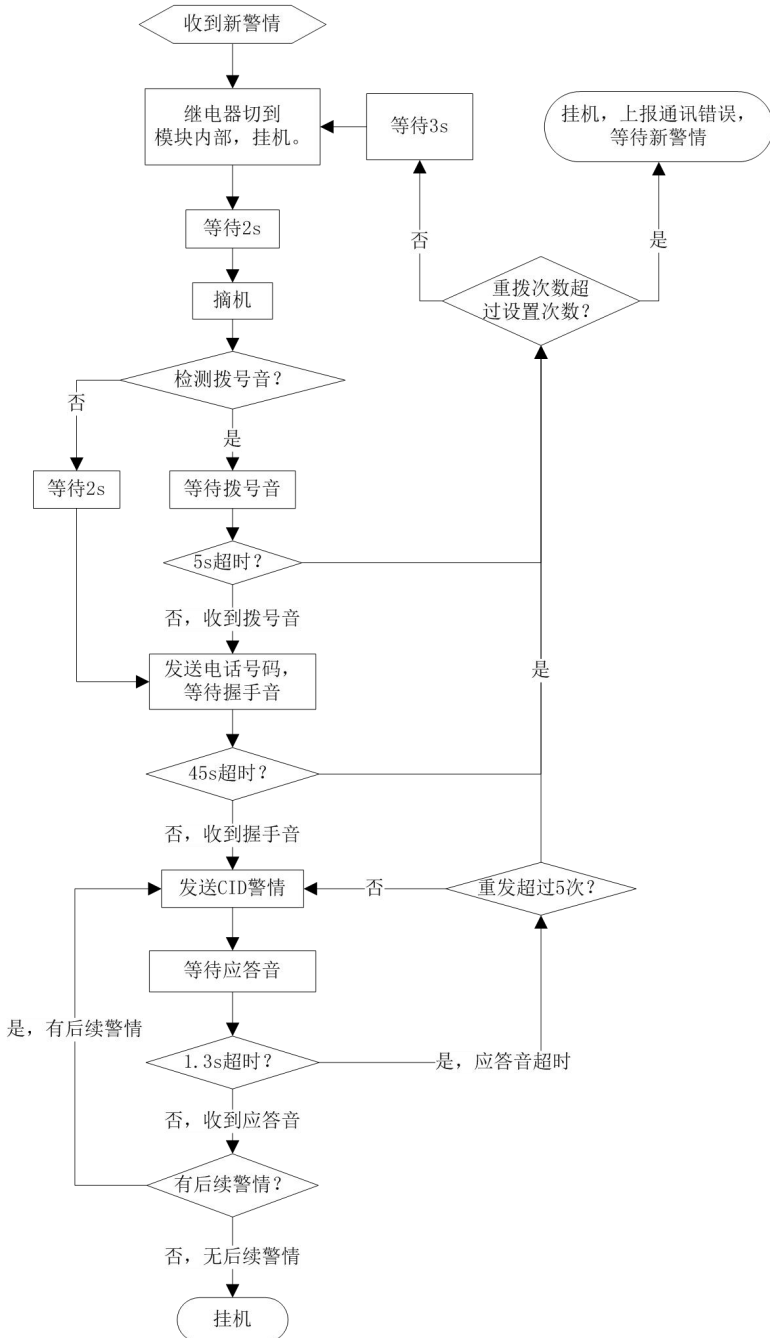 收到新警情
继电器切到
模块内部，挂机。
等待3s
挂机，上报通讯错误，
等待新警情
等待2s
否
是
摘机
重拨次数超
过设置次数？
检测拨号音？
否
是
等待2s
等待拨号音
5s超时？
否，收到拨号音
发送电话号码，
等待握手音
是
45s超时？
否，收到握手音
发送CID警情
否
重发超过5次？
等待应答音
是，有后续警情
1.3s超时？
是，应答音超时
否，收到应答音
有后续警情？
否，无后续警情
挂机